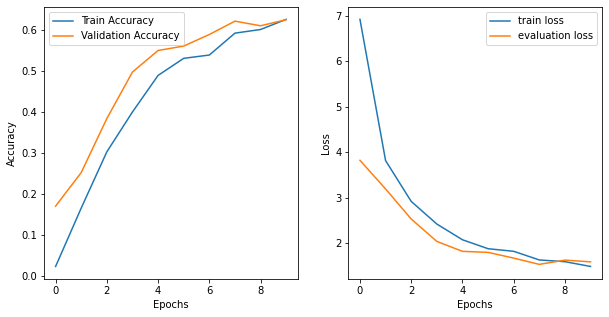 Train Accuracy
Validation Accuracy
Accuracy
0.6
0.5
0.4
0.3
0.2
0.1
0.0
0 2 4 6 8
Epochs
train loss
evaluation loss
Loss
7
6
5
4
3
2
0 2 4 6 8
Epochs